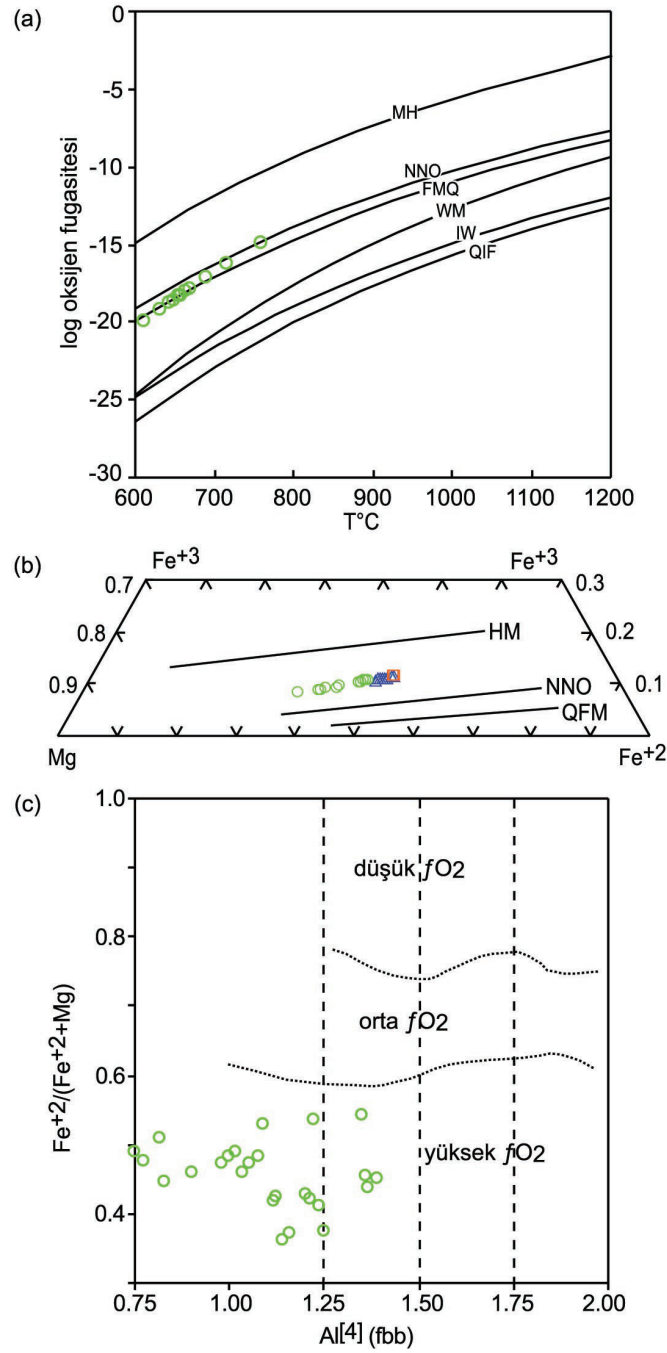 (a)
0
-5
-10
-15
-20
-25
-30
log oksijen fugasitesi
MH
NNO
FMQ
WM
IW
QIF
600 700 800 900 1000 1100 1200
T°C
(b)
Fe+3 Fe+3
0.7 0.3
0.8 HM 0.2
0.9 0.1
NNO
QFM
Mg Fe+2
(c)
1.0
0.8
0.6
0.4
Fe+2/(Fe+2+Mg)
düşük ƒO2
orta ƒO2
yüksek ƒO2
0.75 1.00 1.25 1.50 1.75 2.00
Al[4] (fbb)